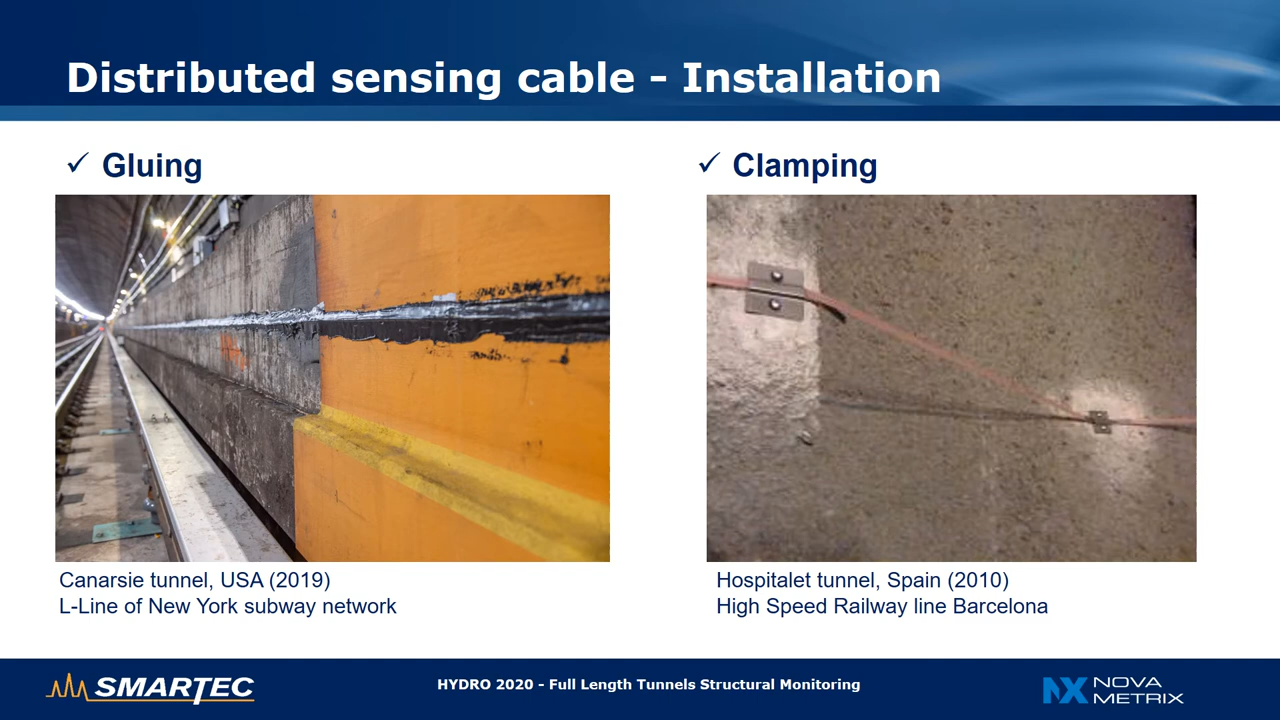 Distributed sensing cable - Installation
✓ Gluing
✓ Clamping
Canarsie tunnel, USA (2019)
L-Line of New York subway network
Hospitalet tunnel, Spain (2010)
High Speed Railway line Barcelona
SMARTEC
HYDRO 2020 - Full Length Tunnels Structural Monitoring
NOVA
METRIX